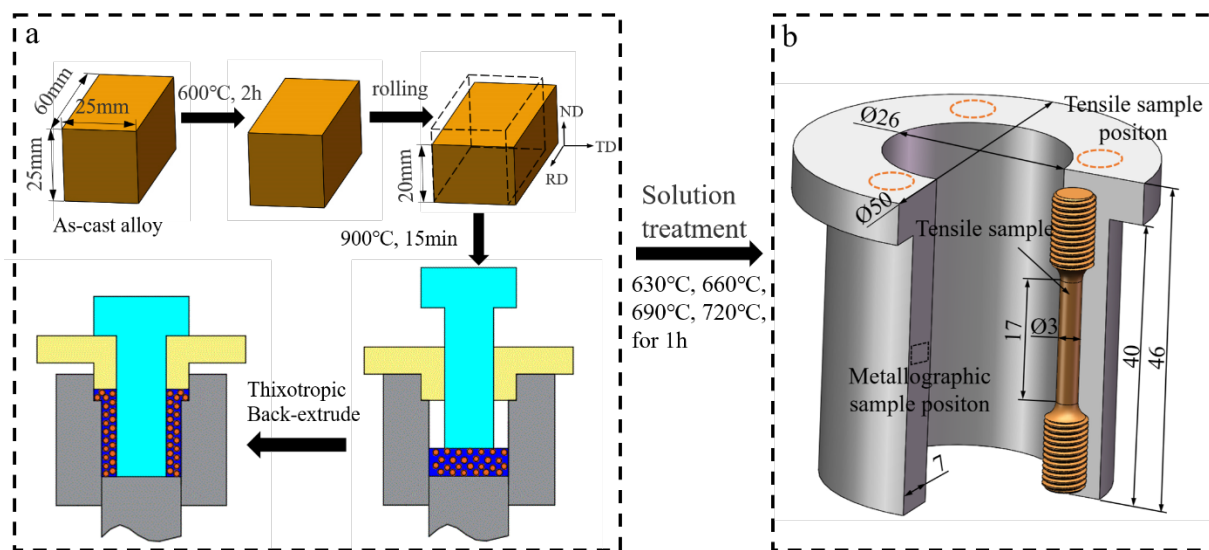 a
60mm
25mm
25mm
As-cast alloy
600℃, 2h
rolling
20mm
ND
TD
RD
900℃, 15min
Thixotropic
Back-extrude
Solution
treatment
630℃, 660℃,
690℃, 720℃,
for 1h
b
Tensile sample
positon
Ø26
Ø50
Tensile sample
17
Ø3
40
46
Metallographic
sample positon
7